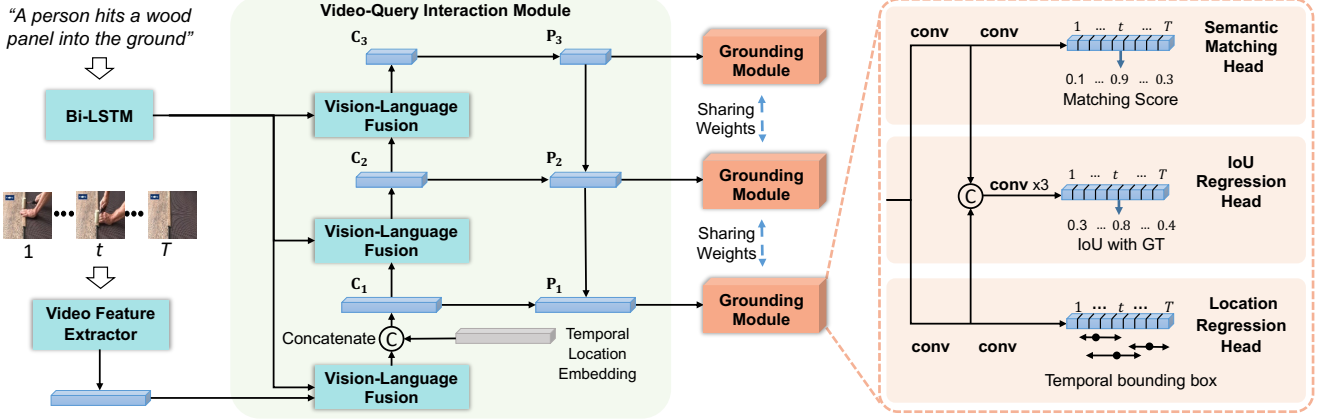 “A person hits a wood
panel into the ground”
Bi-LSTM
1
t
T
Video Feature
Extractor
Video-Query Interaction Module
C₃
P₃
Vision-Language
Fusion
C₂
P₂
Vision-Language
Fusion
C₁
P₁
Concatenate
C
Temporal
Location
Embedding
Vision-Language
Fusion
Grounding
Module
Sharing
Weights
Grounding
Module
Sharing
Weights
Grounding
Module
conv
conv
1 ... t ... T
0.1 ... 0.9 ... 0.3
Matching Score
Semantic
Matching
Head
C
conv x3
1 ... t ... T
0.3 ... 0.8 ... 0.4
IoU with GT
IoU
Regression
Head
conv
conv
1 ... t ... T
Temporal bounding box
Location
Regression
Head